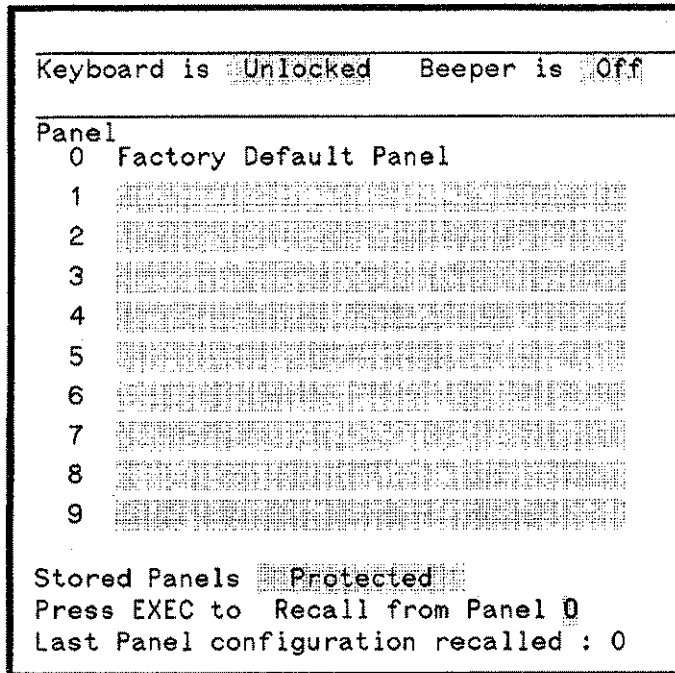 Keyboard is Unlocked Beeper is Off
Panel
0 Factory Default Panel
1
2
3
4
5
6
7
8
9
Stored Panels Protected
Press EXEC to Recall from Panel 0
Last Panel configuration recalled : 0